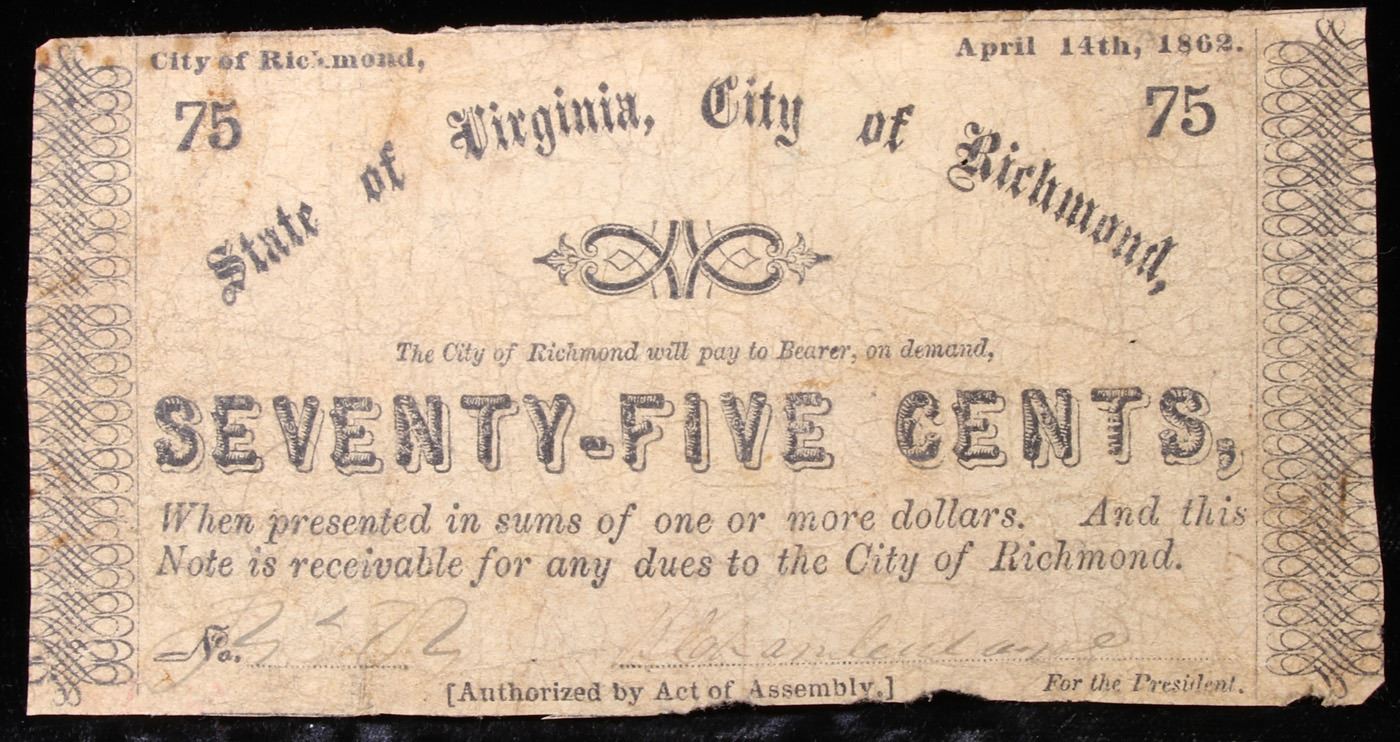 City of Richmond,
April 14th, 1862.
75
75
State of Virginia, City of Richmond,
The City of Richmond will pay to Bearer, on demand,
SEVENTY-FIVE CENTS,
When presented in sums of one or more dollars. And this
Note is receivable for any dues to the City of Richmond.
No.
[Authorized by Act of Assembly.]
For the President.